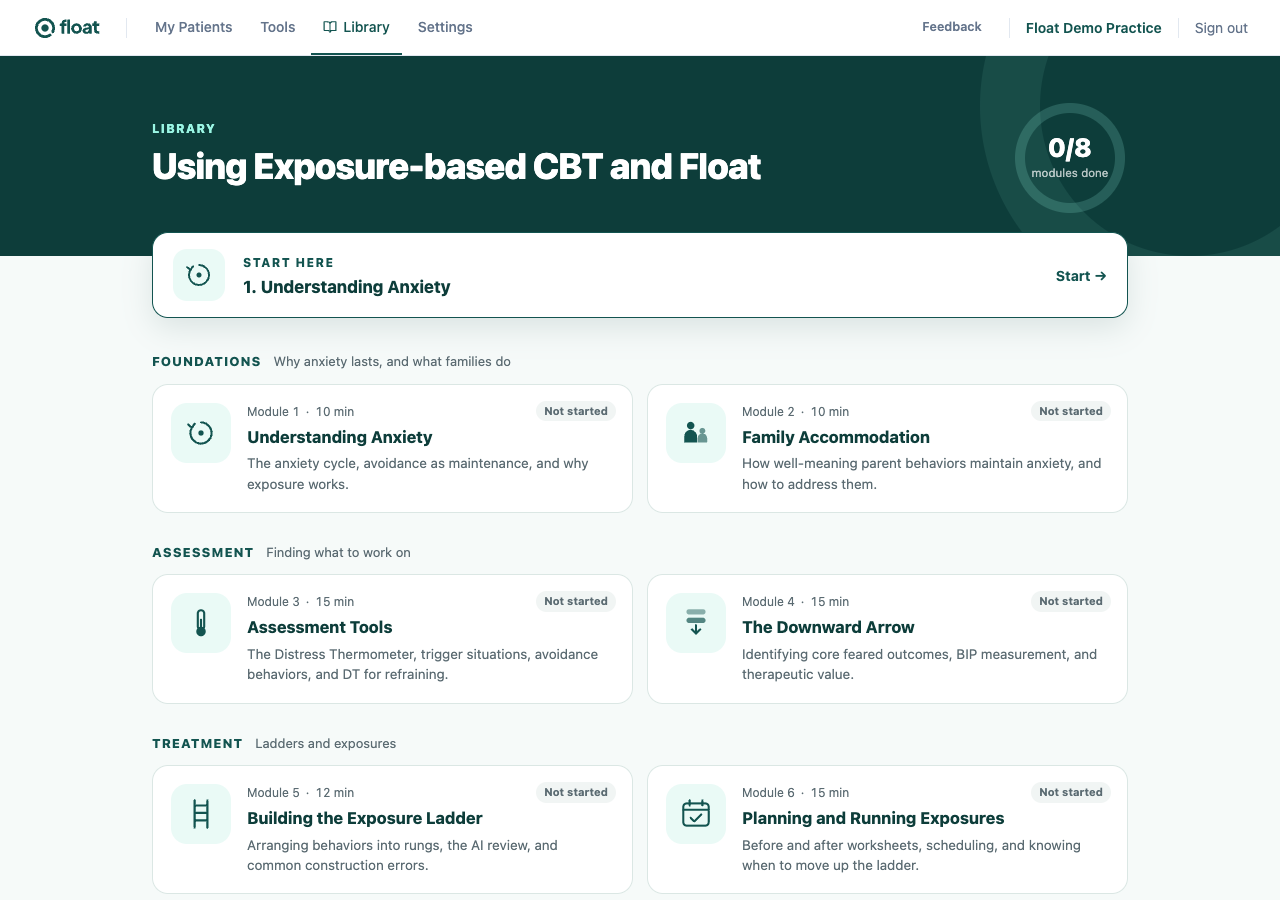 float
My Patients
Tools
Library
Settings
Feedback
Float Demo Practice
Sign out
LIBRARY
Using Exposure-based CBT and Float
0/8
modules done
START HERE
1. Understanding Anxiety
Start →
FOUNDATIONS Why anxiety lasts, and what families do
Module 1 · 10 min
Not started
Understanding Anxiety
The anxiety cycle, avoidance as maintenance, and why
exposure works.
Module 2 · 10 min
Not started
Family Accommodation
How well-meaning parent behaviors maintain anxiety, and
how to address them.
ASSESSMENT Finding what to work on
Module 3 · 15 min
Not started
Assessment Tools
The Distress Thermometer, trigger situations, avoidance
behaviors, and DT for refraining.
Module 4 · 15 min
Not started
The Downward Arrow
Identifying core feared outcomes, BIP measurement, and
therapeutic value.
TREATMENT Ladders and exposures
Module 5 · 12 min
Not started
Building the Exposure Ladder
Arranging behaviors into rungs, the AI review, and
common construction errors.
Module 6 · 15 min
Not started
Planning and Running Exposures
Before and after worksheets, scheduling, and knowing
when to move up the ladder.